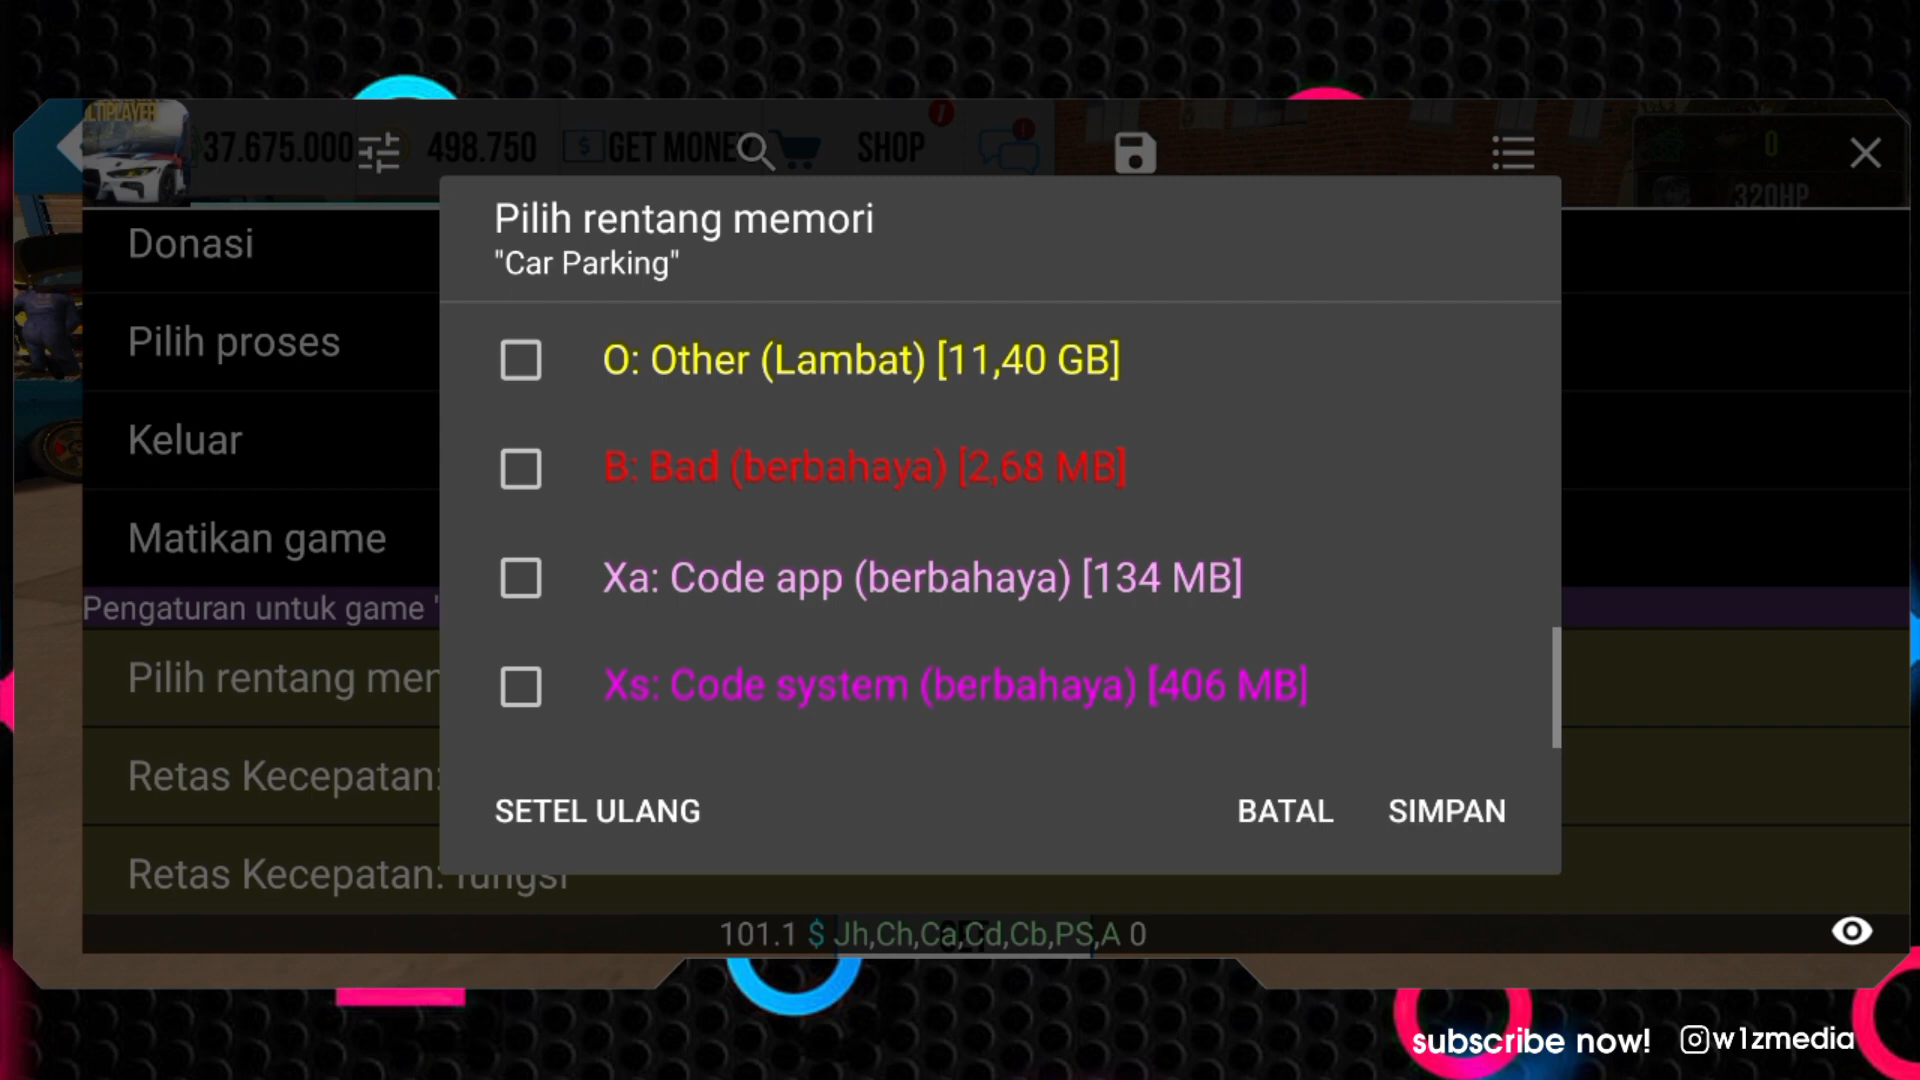 LTIPLAYER
37.675.000
498.750
$ GET MONEY
SHOP
0
320HP
Donasi
Pilih proses
Keluar
Matikan game
Pengaturan untuk game "
Pilih rentang mem
Retas Kecepatan:
Retas Kecepatan: fungsi
Pilih rentang memori
"Car Parking"
O: Other (Lambat) [11,40 GB]
B: Bad (berbahaya) [2,68 MB]
Xa: Code app (berbahaya) [134 MB]
Xs: Code system (berbahaya) [406 MB]
SETEL ULANG
BATAL
SIMPAN
101.1 $ Jh,Ch,Ca,Cd,Cb,PS,A 0
subscribe now!
w1zmedia